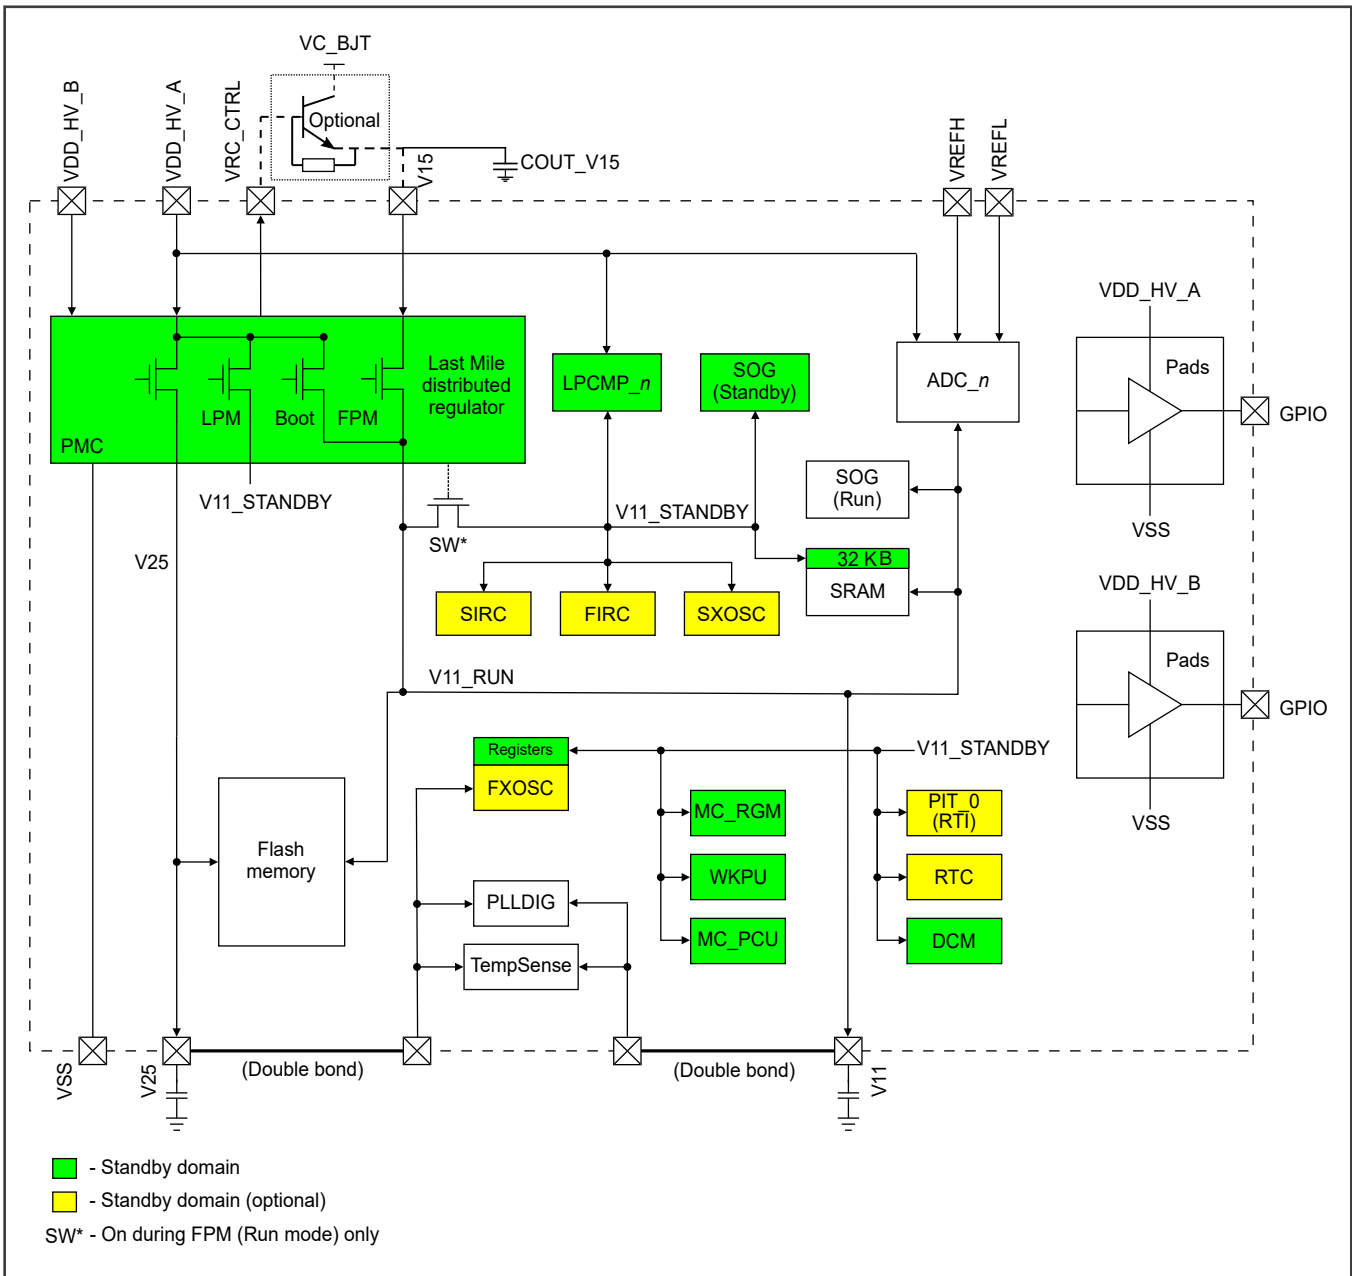 VC_BJT
VDD_HV_B
VDD_HV_A
VRC_CTRL
Optional
V15
COUT_V15
VREFH
VREFL
VDD_HV_A
Pads
GPIO
VSS
Last Mile
distributed
regulator
LPM
Boot
FPM
PMC
LPCMP_n
SOG
(Standby)
ADC_n
V11_STANDBY
SOG
(Run)
V11_STANDBY
SW*
V25
32 KB
SRAM
SIRC
FIRC
SXOSC
VDD_HV_B
Pads
GPIO
VSS
V11_RUN
Registers
FXOSC
V11_STANDBY
MC_RGM
PIT_0
(RTI)
Flash
memory
WKPU
RTC
PLLDIG
MC_PCU
DCM
TempSense
VSS
V25
(Double bond)
(Double bond)
V11
- Standby domain
- Standby domain (optional)
SW* - On during FPM (Run mode) only